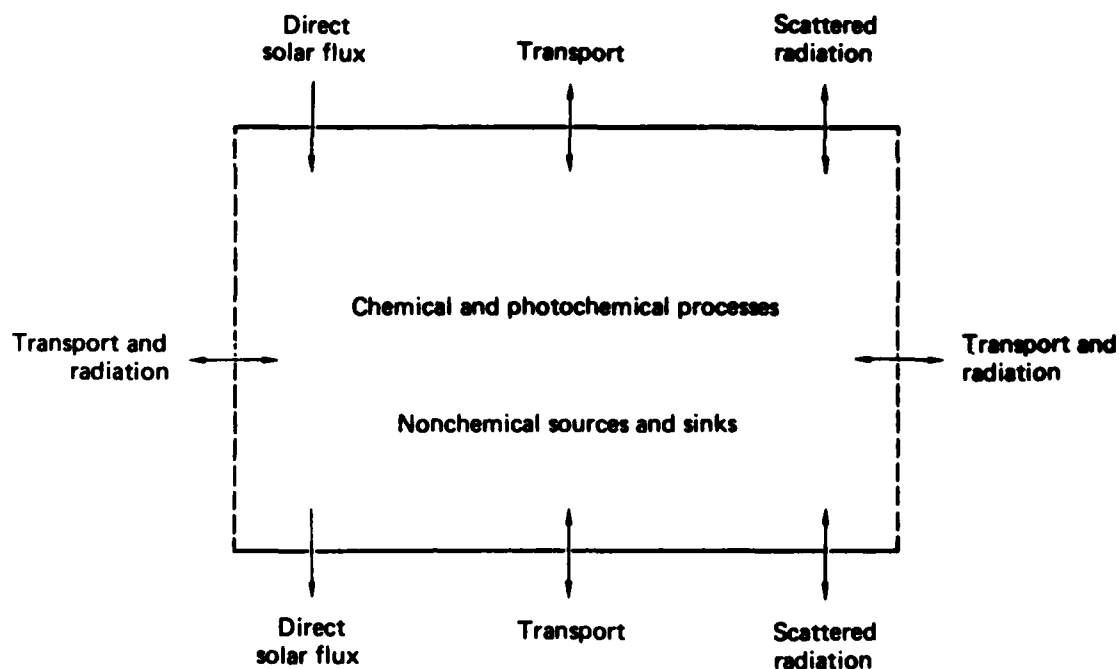 Direct
solar flux
Transport
Scattered
radiation
Chemical and photochemical processes
Transport and
radiation
Transport and
radiation
Nonchemical sources and sinks
Direct
solar flux
Transport
Scattered
radiation